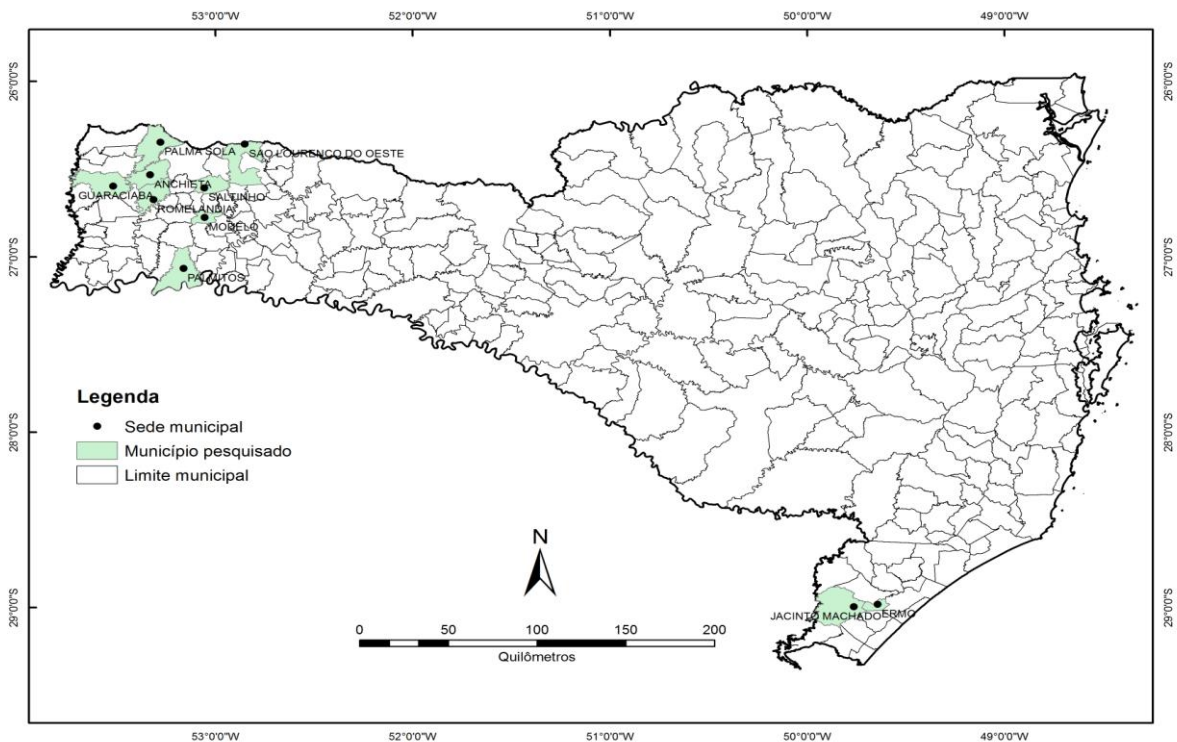 53°0'0"W 52°0'0"W 51°0'0"W 50°0'0"W 49°0'0"W
26°0'0"S 26°0'0"S
PALMA SOLA
SÃO LOURENÇO DO OESTE
ANCHIETA
GUARACIABA
SALTINHO
ROMELANDIA
MODELO
27°0'0"S 27°0'0"S
PALMITOS
Legenda
Sede municipal
Município pesquisado
Limite municipal
28°0'0"S 28°0'0"S
N
29°0'0"S 29°0'0"S
JACINTO MACHADO
ERMO
0 25 50 100 150 200
Quilômetros
53°0'0"W 52°0'0"W 51°0'0"W 50°0'0"W 49°0'0"W